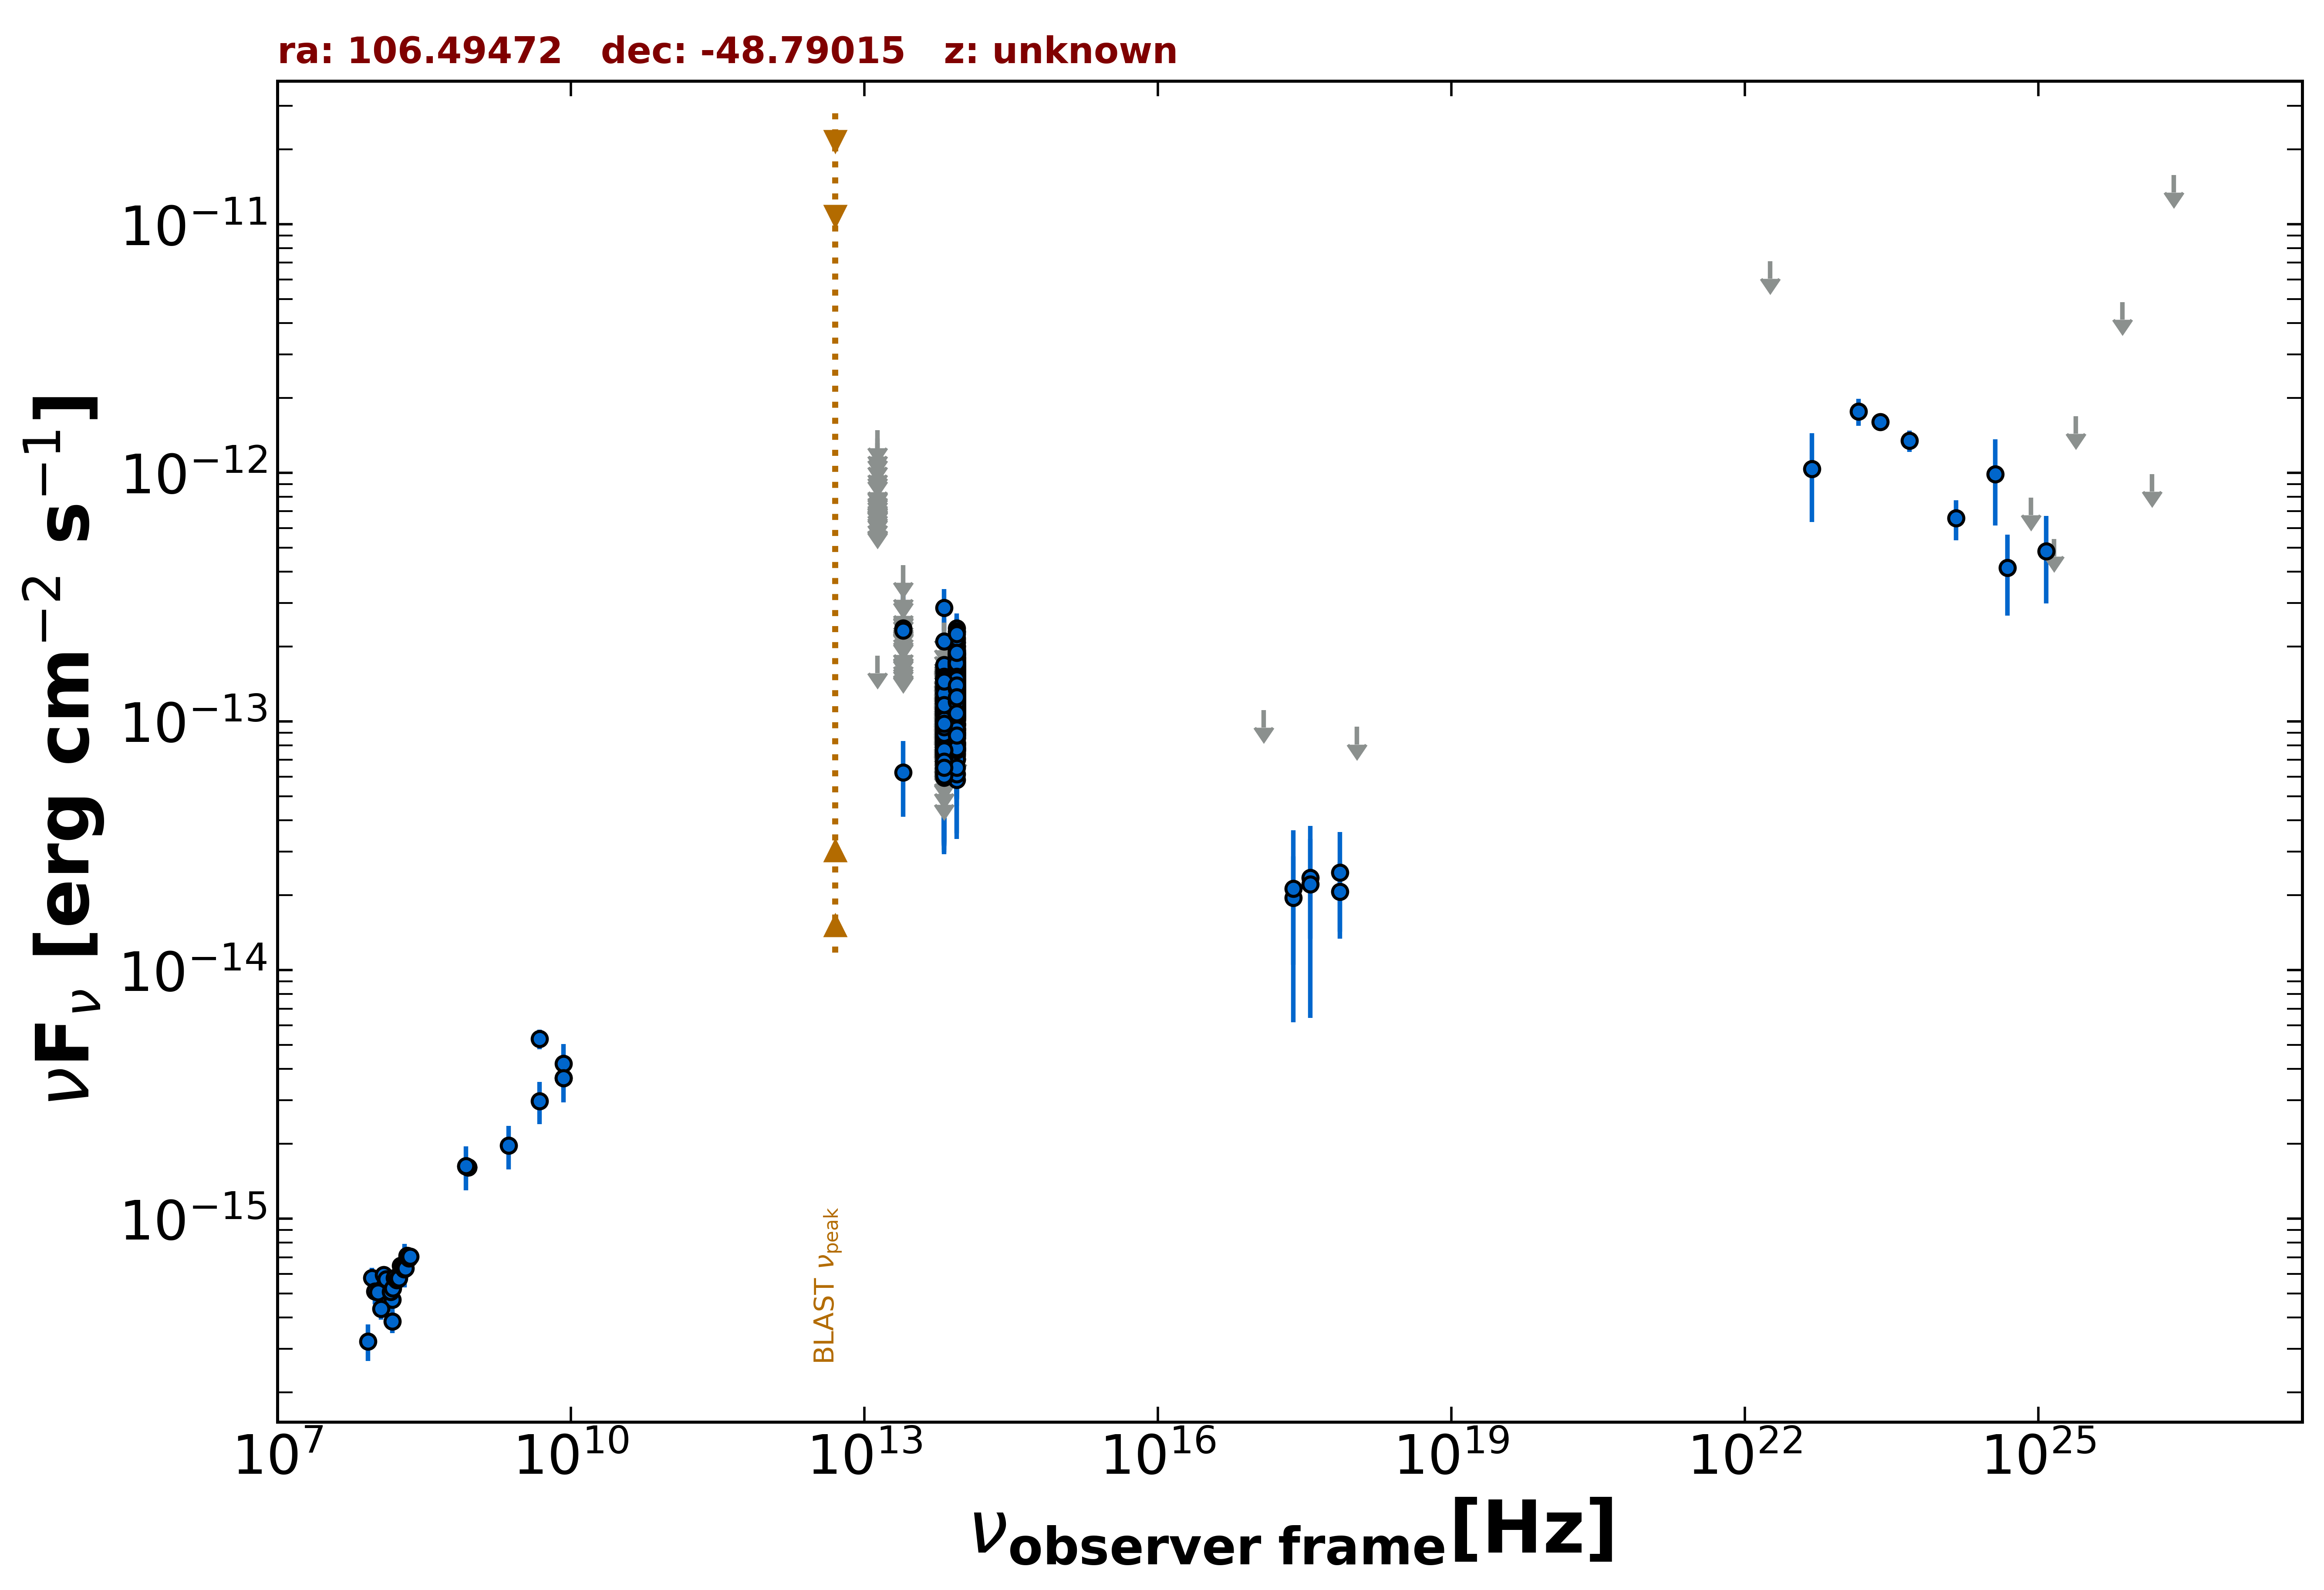 ra: 106.49472 dec: -48.79015 z: unknown
10⁻¹¹
10⁻¹²
10⁻¹³
10⁻¹⁴
10⁻¹⁵
νFν [erg cm⁻² s⁻¹]
BLAST νpeak
10⁷ 10¹⁰ 10¹³ 10¹⁶ 10¹⁹ 10²² 10²⁵
νobserver frame[Hz]